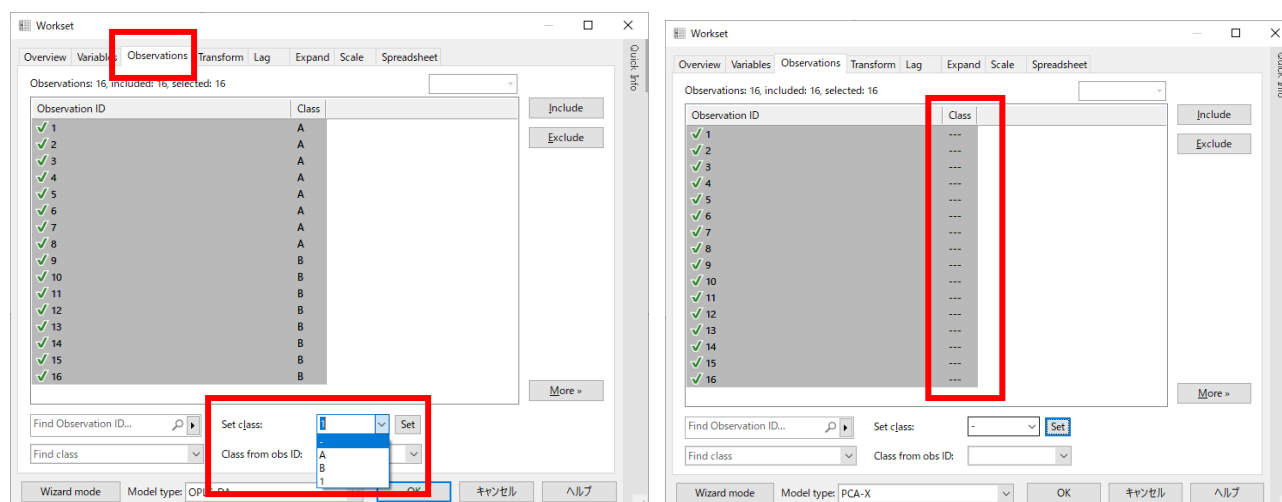 Workset
Overview Variables Observations Transform Lag Expand Scale Spreadsheet
Quick Info
Observations: 16, included: 16, selected: 16
Observation ID Class
1 A
2 A
3 A
4 A
5 A
6 A
7 A
8 A
9 B
10 B
11 B
12 B
13 B
14 B
15 B
16 B
Include
Exclude
More »
Find Observation ID... Set class: 1 Set
-
A
B
1
Find class Class from obs ID:
Wizard mode Model type: OPLS-DA OK キャンセル ヘルプ
Workset
Overview Variables Observations Transform Lag Expand Scale Spreadsheet
Observations: 16, included: 16, selected: 16
Observation ID Class
1 ---
2 ---
3 ---
4 ---
5 ---
6 ---
7 ---
8 ---
9 ---
10 ---
11 ---
12 ---
13 ---
14 ---
15 ---
16 ---
Include
Exclude
More »
Find Observation ID... Set class: - Set
Find class Class from obs ID:
Wizard mode Model type: PCA-X OK キャンセル ヘルプ